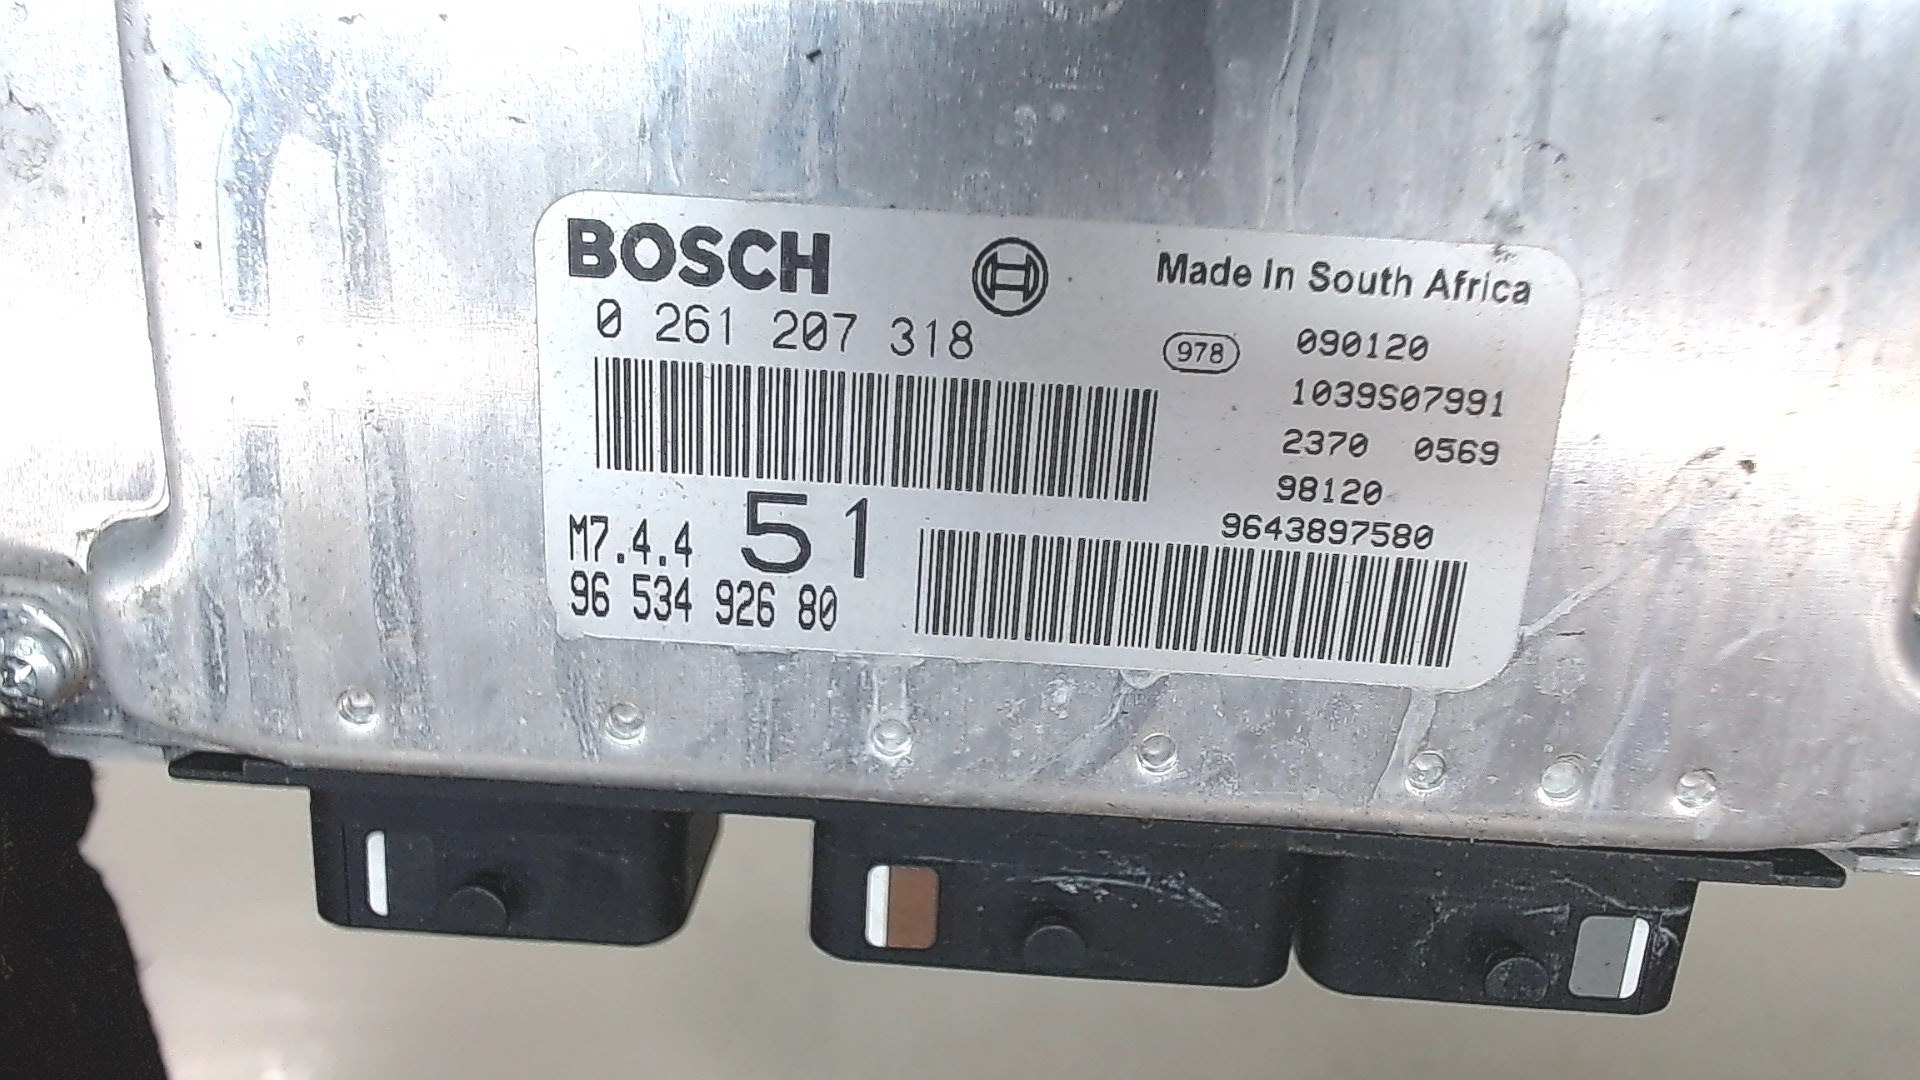 BOSCH
Made In South Africa
0 261 207 318
978
090120
1039S07991
2370 0569
98120
9643897580
M7.4.4 51
96 534 926 80